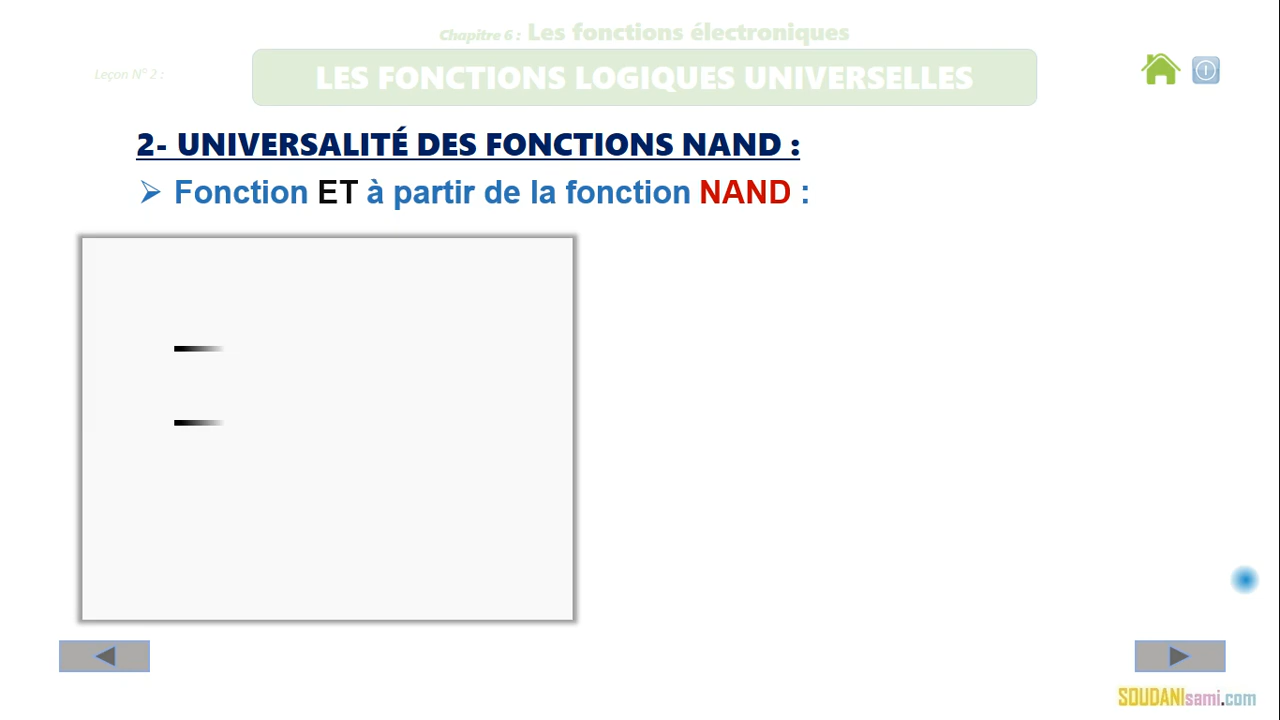 Chapitre 6 : Les fonctions électroniques
Leçon N° 2 :
LES FONCTIONS LOGIQUES UNIVERSELLES
2- UNIVERSALITÉ DES FONCTIONS NAND :
Fonction ET à partir de la fonction NAND :
SOUDANIsami.com